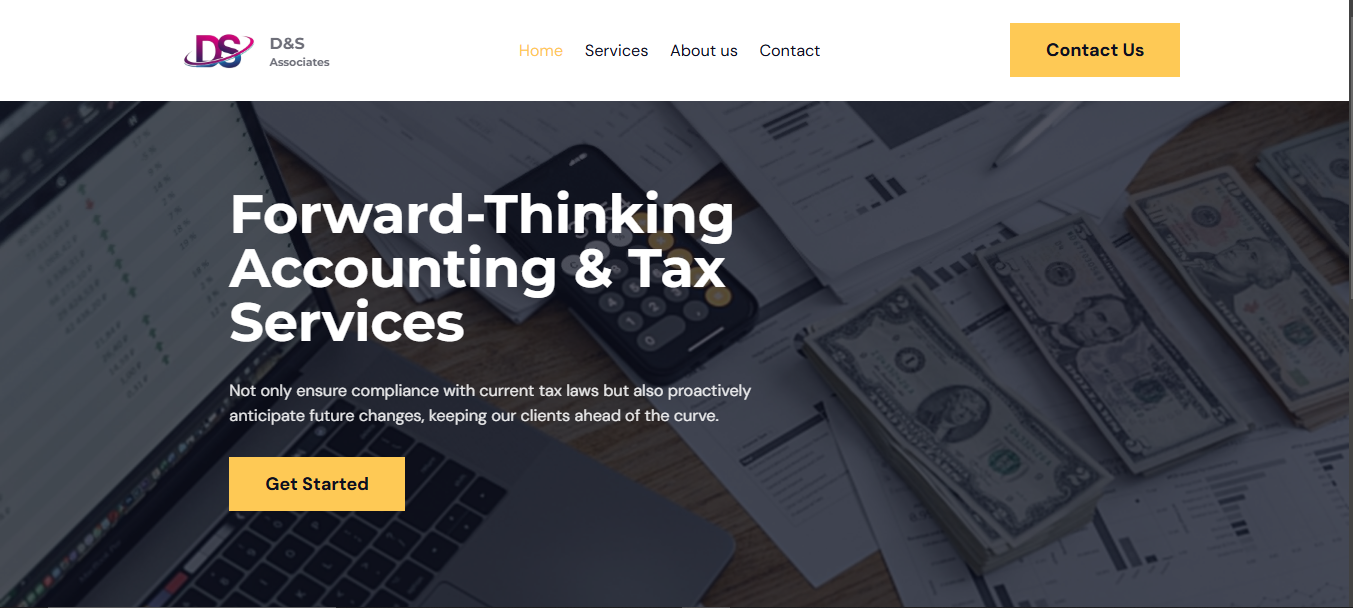 DS
D&S
Associates
Home
Services
About us
Contact
Contact Us
Forward-Thinking
Accounting & Tax
Services
Not only ensure compliance with current tax laws but also proactively
anticipate future changes, keeping our clients ahead of the curve.
Get Started